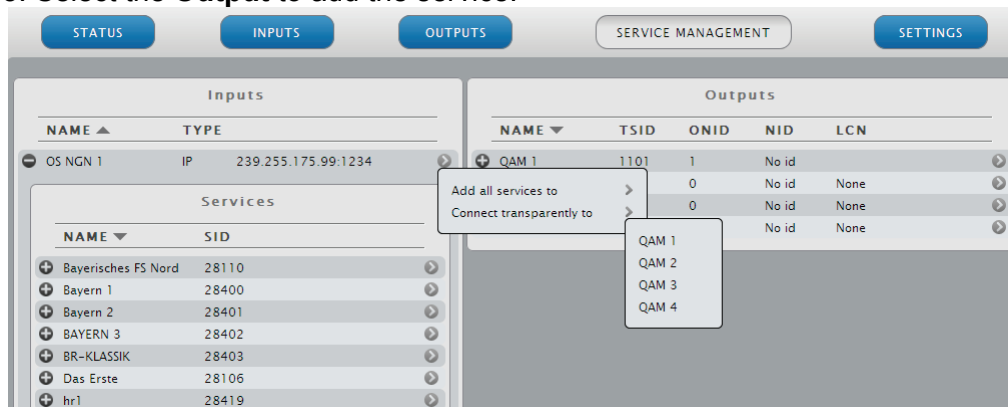 Select the Output to add the service.
STATUS INPUTS OUTPUTS SERVICE MANAGEMENT SETTINGS
Inputs
NAME TYPE
OS NGN 1 IP 239.255.175.99:1234
Services
NAME SID
Bayerisches FS Nord 28110
Bayern 1 28400
Bayern 2 28401
BAYERN 3 28402
BR-KLASSIK 28403
Das Erste 28106
hr1 28419
Outputs
NAME TSID ONID NID LCN
QAM 1 1101 1 No id
0 No id None
0 No id None
No id None
Add all services to
Connect transparently to
QAM 1
QAM 2
QAM 3
QAM 4